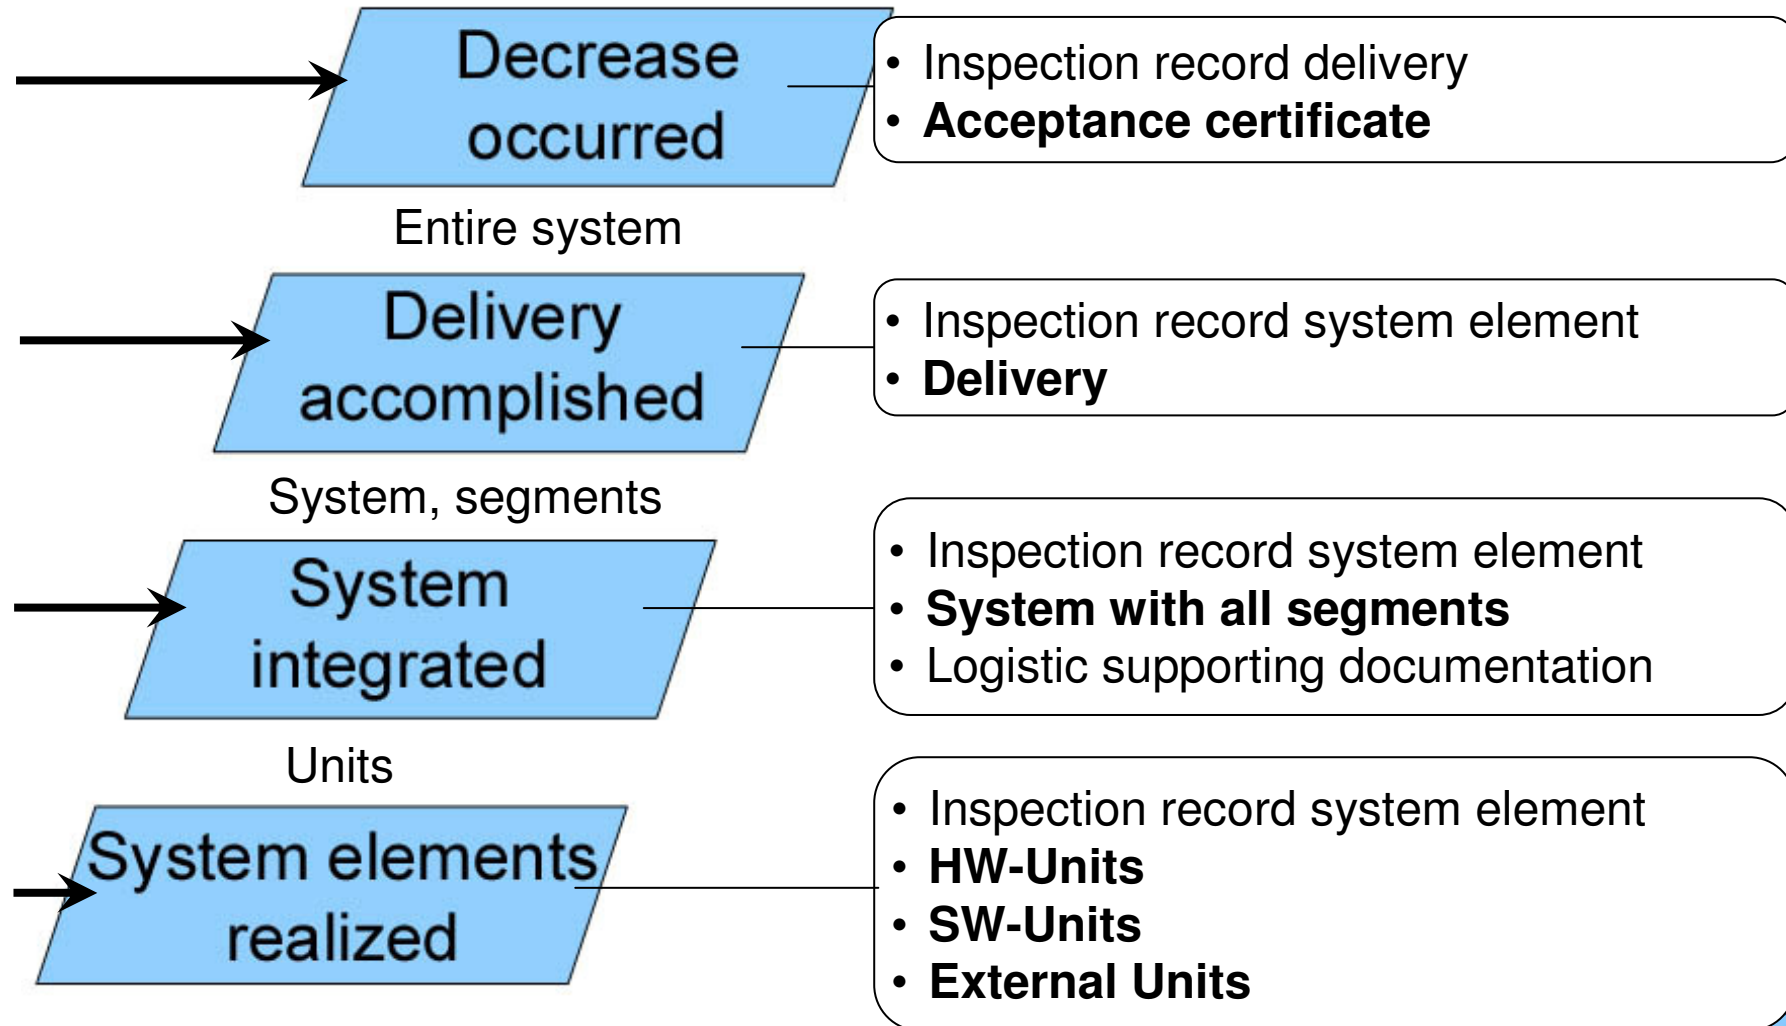 Decrease
occurred
• Inspection record delivery
• Acceptance certificate
Entire system
Delivery
accomplished
• Inspection record system element
• Delivery
System, segments
System
integrated
• Inspection record system element
• System with all segments
• Logistic supporting documentation
Units
System elements
realized
• Inspection record system element
• HW-Units
• SW-Units
• External Units